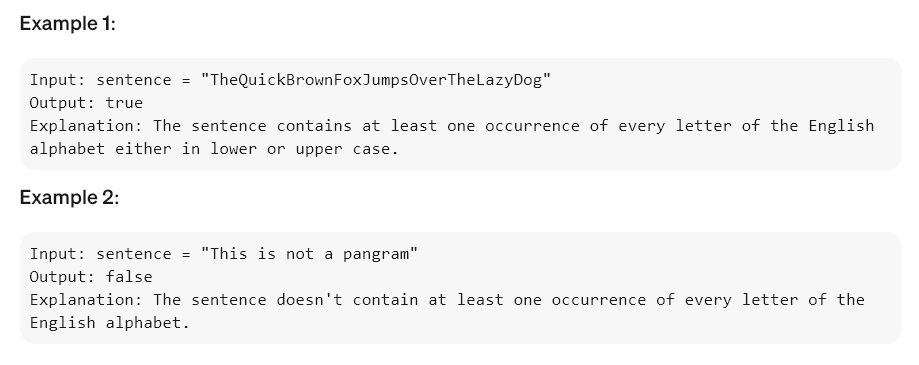 Example 1:
Input: sentence = "TheQuickBrownFoxJumpsOverTheLazyDog"
Output: true
Explanation: The sentence contains at least one occurrence of every letter of the English
alphabet either in lower or upper case.
Example 2:
Input: sentence = "This is not a pangram"
Output: false
Explanation: The sentence doesn't contain at least one occurrence of every letter of the
English alphabet.